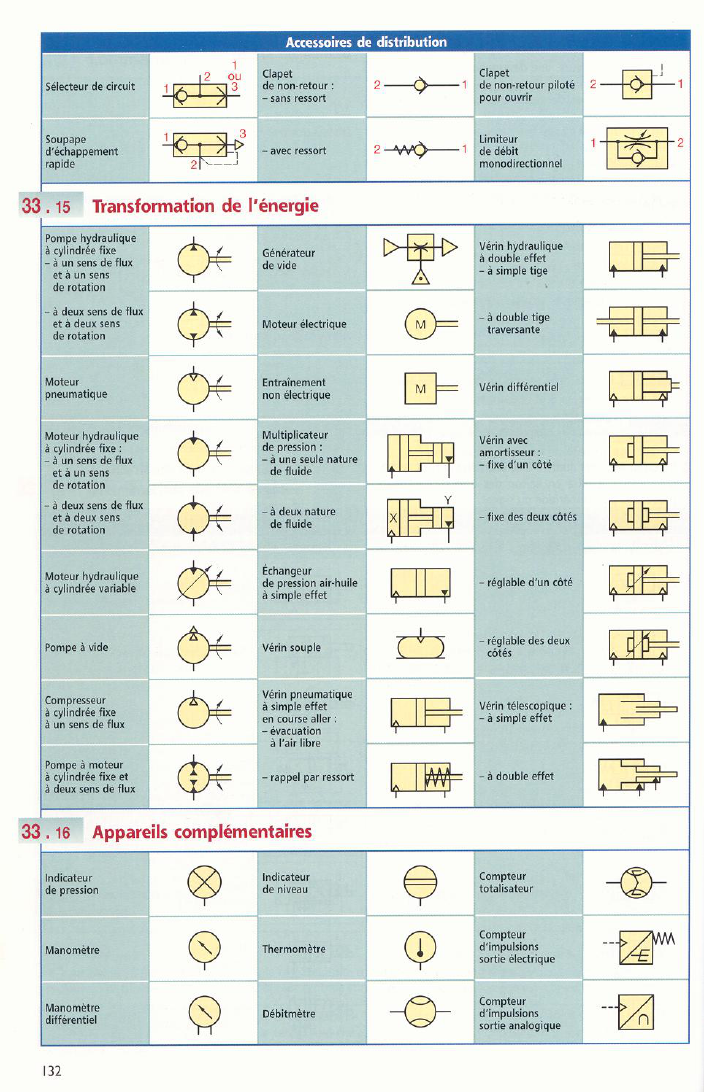 Accessoires de distribution
Sélecteur de circuit
1
2
1
ou
3
Clapet
de non-retour :
- sans ressort
2
1
Clapet
de non-retour piloté
pour ouvrir
2
1
Soupape
d'échappement
rapide
1
3
2
- avec ressort
2
1
Limiteur
de débit
monodirectionnel
1
2
33 . 15 Transformation de l'énergie
Pompe hydraulique
à cylindrée fixe
- à un sens de flux
et à un sens
de rotation
Générateur
de vide
Vérin hydraulique
à double effet
- à simple tige
- à deux sens de flux
et à deux sens
de rotation
Moteur électrique
M
- à double tige
traversante
Moteur
pneumatique
Entraînement
non électrique
M
Vérin différentiel
Moteur hydraulique
à cylindrée fixe :
- à un sens de flux
et à un sens
de rotation
Multiplicateur
de pression :
- à une seule nature
de fluide
Vérin avec
amortisseur :
- fixe d'un côté
- à deux sens de flux
et à deux sens
de rotation
- à deux nature
de fluide
X
Y
- fixe des deux côtés
Moteur hydraulique
à cylindrée variable
Échangeur
de pression air-huile
à simple effet
- réglable d'un côté
Pompe à vide
Vérin souple
- réglable des deux
côtés
Compresseur
à cylindrée fixe
à un sens de flux
Vérin pneumatique
à simple effet
en course aller :
- évacuation
à l'air libre
Vérin télescopique :
- à simple effet
Pompe à moteur
à cylindrée fixe et
à deux sens de flux
- rappel par ressort
- à double effet
33 . 16 Appareils complémentaires
Indicateur
de pression
Indicateur
de niveau
Compteur
totalisateur
Manomètre
Thermomètre
Compteur
d'impulsions
sortie électrique
Manomètre
différentiel
Débitmètre
Compteur
d'impulsions
sortie analogique
132